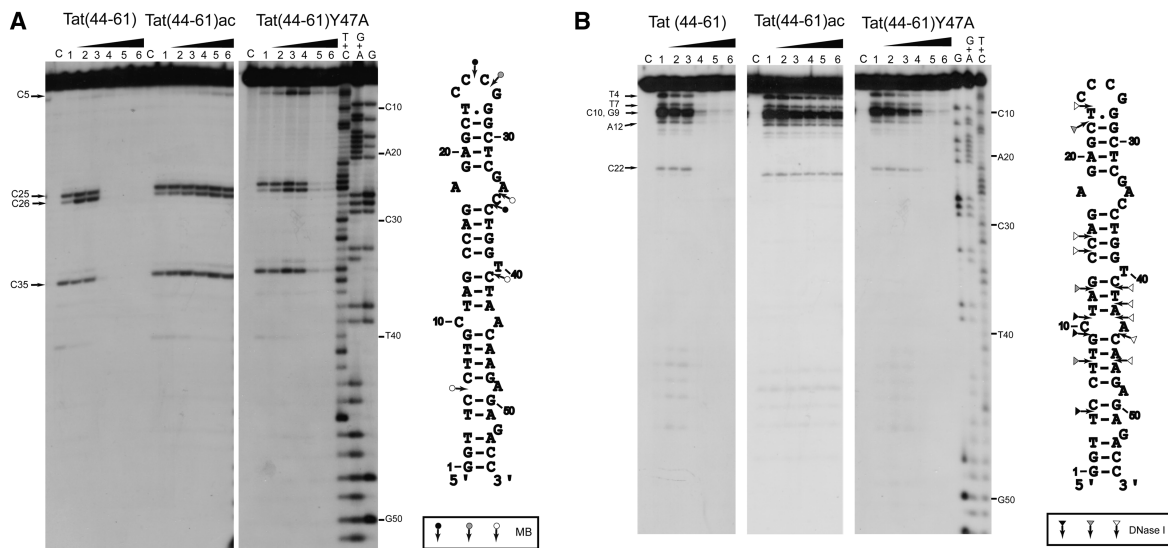 A
Tat(44-61)
Tat(44-61)ac
Tat(44-61)Y47A
C 1 2 3 4 5 6
C 1 2 3 4 5 6
C 1 2 3 4 5 6
T+C
G+A
G
C5
C25
C26
C35
C10
A20
C30
T40
G50
C C C
C G
T • G
C – G
G – C
20 – A – T
G – C
G
A A
C
G – C
A – T
C – G
C – G
T
40
G – C
A – T
T – A
10 – C A
G – C
T – A
T – A
C – G
A
C – G
50
T – A
G
T – A
G – C
1 – G – C
5' 3'
MB
B
Tat (44-61)
Tat(44-61)ac
Tat(44-61)Y47A
C 1 2 3 4 5 6
C 1 2 3 4 5 6
C 1 2 3 4 5 6
G
G+A
T+C
T4
T7
C10, G9
A12
C22
C10
A20
C30
T40
G50
C C C
C G
T • G
C – G
G – C
30
20 – A – T
G – C
G
A A
C
G – C
A – T
C – G
C – G
T
40
G – C
A – T
T – A
10 – C A
G – C
T – A
T – A
C – G
A
C – G
50
T – A
G
T – A
G – C
1 – G – C
5' 3'
DNase I